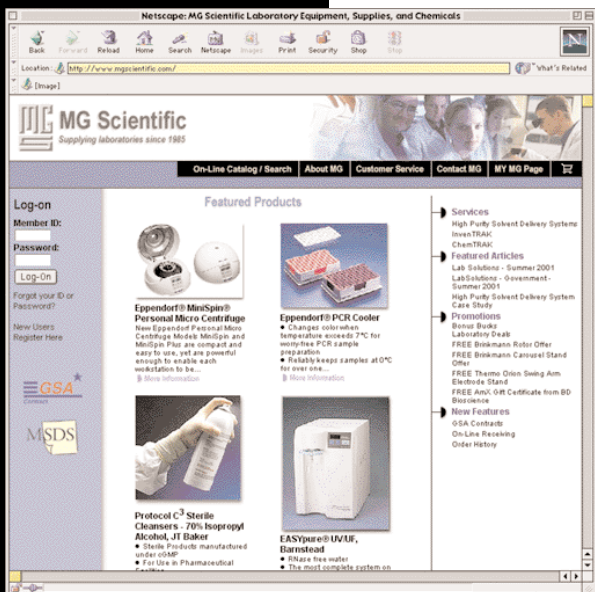 Netscape: MG Scientific Laboratory Equipment, Supplies, and Chemicals
Back Forward Reload Home Search Netscape Images Print Security Shop Stop
N
Location: http://www.mgscientific.com/
What's Related
[Image]
MG Scientific
Supplying laboratories since 1985
On-Line Catalog / Search About MG Customer Service Contact MG MY MG Page
Log-on
Member ID:
Password:
Log-On
Forgot your ID or
Password?
New Users
Register Here
GSA
Contract
MSDS
Featured Products
Eppendorf® MiniSpin®
Personal Micro Centrifuge
New Eppendorf Personal Micro
Centrifuge Models MiniSpin and
MiniSpin Plus are compact and
easy to use, yet are powerful
enough to enable each
workstation to be...
More Information
Eppendorf® PCR Cooler
• Changes color when
temperature exceeds 7°C for
worry-free PCR sample
preparation
• Reliably keeps samples at 0°C
for over one...
More Information
Protocol C3 Sterile
Cleansers - 70% Isopropyl
Alcohol, JT Baker
• Sterile Products manufactured
under cGMP
• For Use in Pharmaceutical
EASYpure® UV/UF,
Barnstead
• RNase free water
• The most complete system on
Services
High Purity Solvent Delivery Systems
InvenTRAK
ChemTRAK
Featured Articles
Lab Solutions - Summer 2001
LabSolutions - Government -
Summer 2001
High Purity Solvent Delivery System
Case Study
Promotions
Bonus Bucks
Laboratory Deals
FREE Brinkmann Rotor Offer
FREE Brinkmann Carousel Stand
Offer
FREE Thermo Orion Swing Arm
Electrode Stand
FREE AmX Gift Certificate from BD
Bioscience
New Features
GSA Contracts
On-Line Receiving
Order History